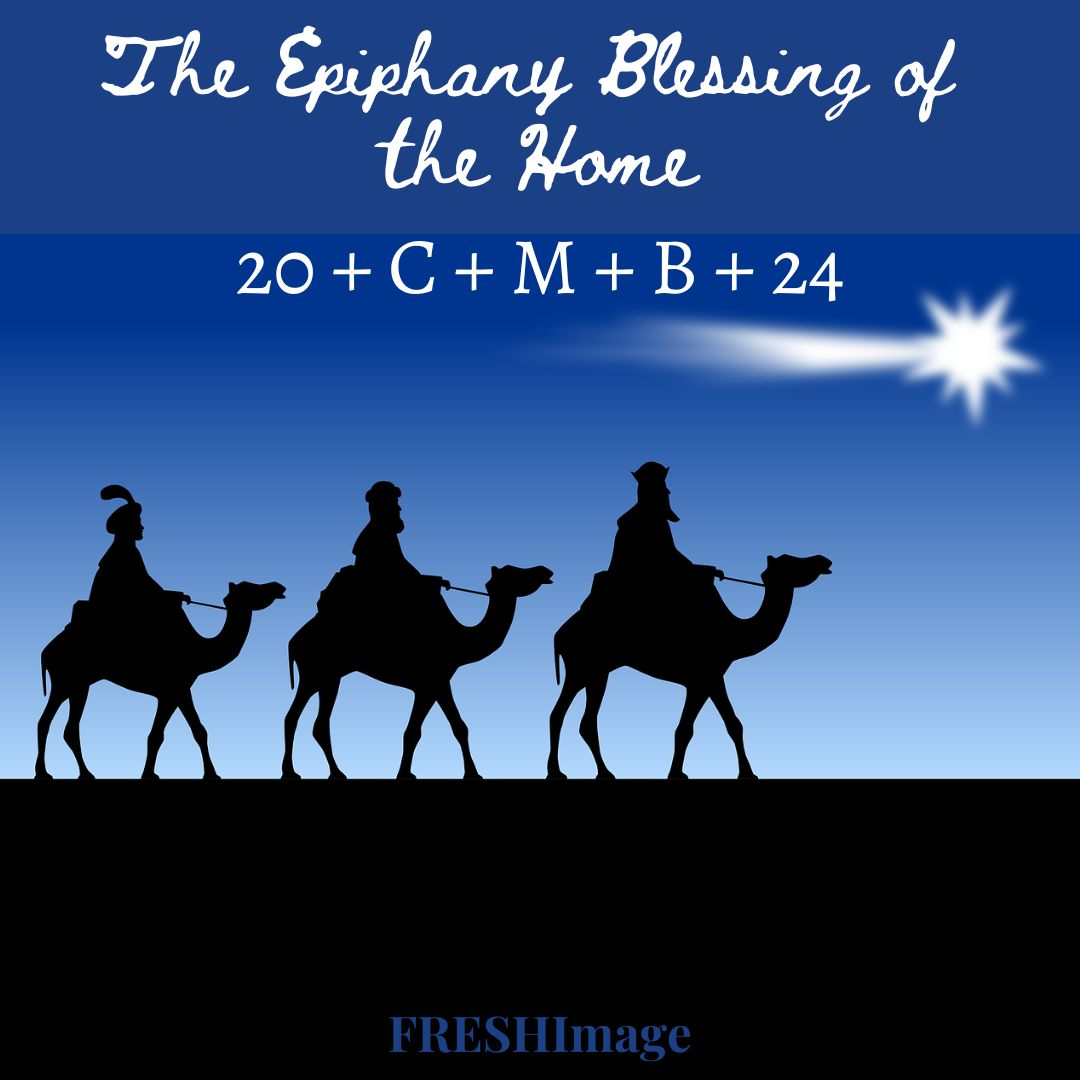 The Epiphany Blessing of
the Home
20 + C + M + B + 24
FRESHImage